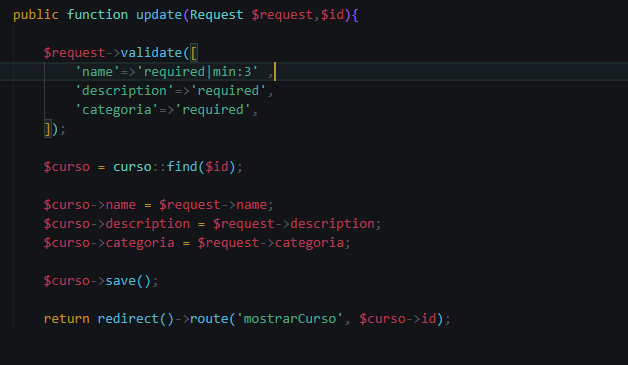 public function update(Request $request,$id){
$request->validate([
'name'=>'required|min:3' ,
'description'=>'required',
'categoria'=>'required',
]);
$curso = curso::find($id);
$curso->name = $request->name;
$curso->description = $request->description;
$curso->categoria = $request->categoria;
$curso->save();
return redirect()->route('mostrarCurso', $curso->id);